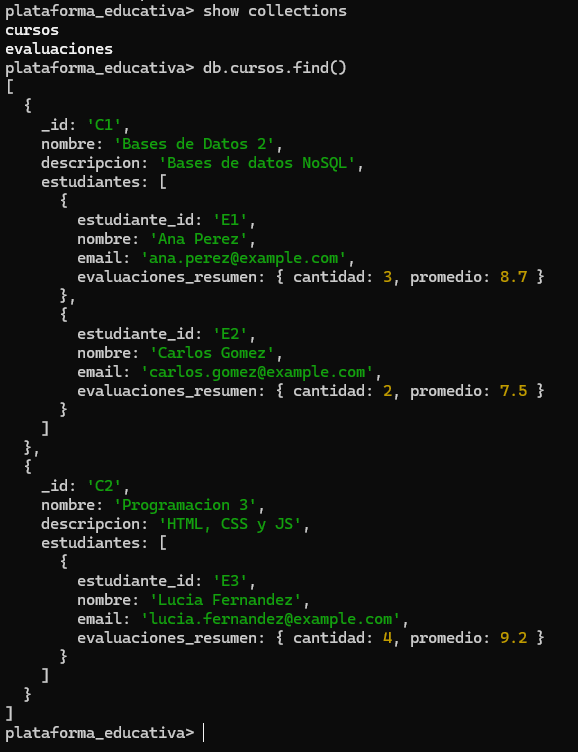 plataforma_educativa> show collections
cursos
evaluaciones
plataforma_educativa> db.cursos.find()
[
  {
    _id: 'C1',
    nombre: 'Bases de Datos 2',
    descripcion: 'Bases de datos NoSQL',
    estudiantes: [
      {
        estudiante_id: 'E1',
        nombre: 'Ana Perez',
        email: 'ana.perez@example.com',
        evaluaciones_resumen: { cantidad: 3, promedio: 8.7 }
      },
      {
        estudiante_id: 'E2',
        nombre: 'Carlos Gomez',
        email: 'carlos.gomez@example.com',
        evaluaciones_resumen: { cantidad: 2, promedio: 7.5 }
      }
    ]
  },
  {
    _id: 'C2',
    nombre: 'Programacion 3',
    descripcion: 'HTML, CSS y JS',
    estudiantes: [
      {
        estudiante_id: 'E3',
        nombre: 'Lucia Fernandez',
        email: 'lucia.fernandez@example.com',
        evaluaciones_resumen: { cantidad: 4, promedio: 9.2 }
      }
    ]
  }
]
plataforma_educativa>